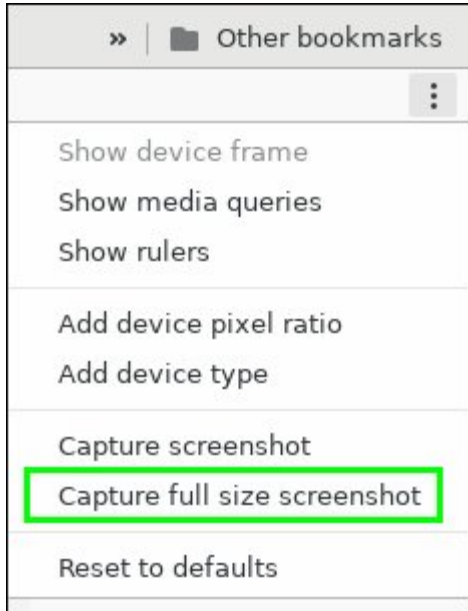 » Other bookmarks
Show device frame
Show media queries
Show rulers
Add device pixel ratio
Add device type
Capture screenshot
Capture full size screenshot
Reset to defaults